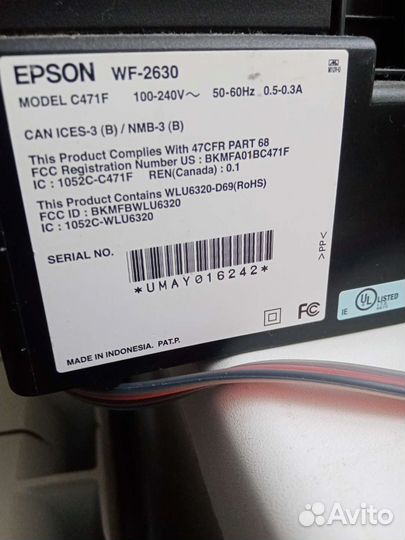 EPSON WF-2630
MODEL C471F 100-240V~ 50-60Hz 0.5-0.3A
CAN ICES-3 (B) / NMB-3 (B)
This Product Complies With 47CFR PART 68
FCC Registration Number US : BKMFA01BC471F
IC : 1052C-C471F REN(Canada) : 0.1
This Product Contains WLU6320-D69(RoHS)
FCC ID : BKMFBWLU6320
IC : 1052C-WLU6320
SERIAL NO.
*UMAY016242*
>PP<
FC
IE UL LISTED
MADE IN INDONESIA. PAT.P.
Avito